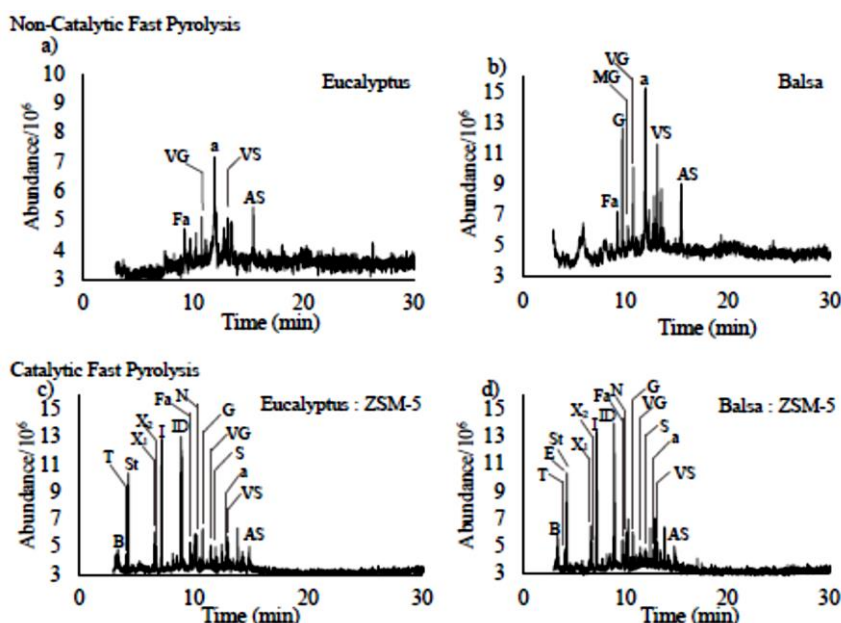 Non-Catalytic Fast Pyrolysis
a)
Eucalyptus
Abundance/10⁶
10
9
8
7
6
5
4
3
Fa
VG
a
VS
AS
0
10
20
30
Time (min)
b)
Balsa
Abundance/10⁶
15
13
11
9
7
5
3
Fa
G
MG
VG
a
VS
AS
0
10
20
30
Time (min)
Catalytic Fast Pyrolysis
c)
Eucalyptus : ZSM-5
Abundance/10⁶
15
13
11
9
7
5
3
B
T
St
X₁
X₂
I
ID
Fa
N
G
VG
S
a
VS
AS
0
10
20
30
Time (min)
d)
Balsa : ZSM-5
Abundance/10⁶
15
13
11
9
7
5
3
B
T
E
St
X₁
X₂
I
ID
Fa
N
G
VG
S
a
VS
AS
0
10
20
30
Time (min)